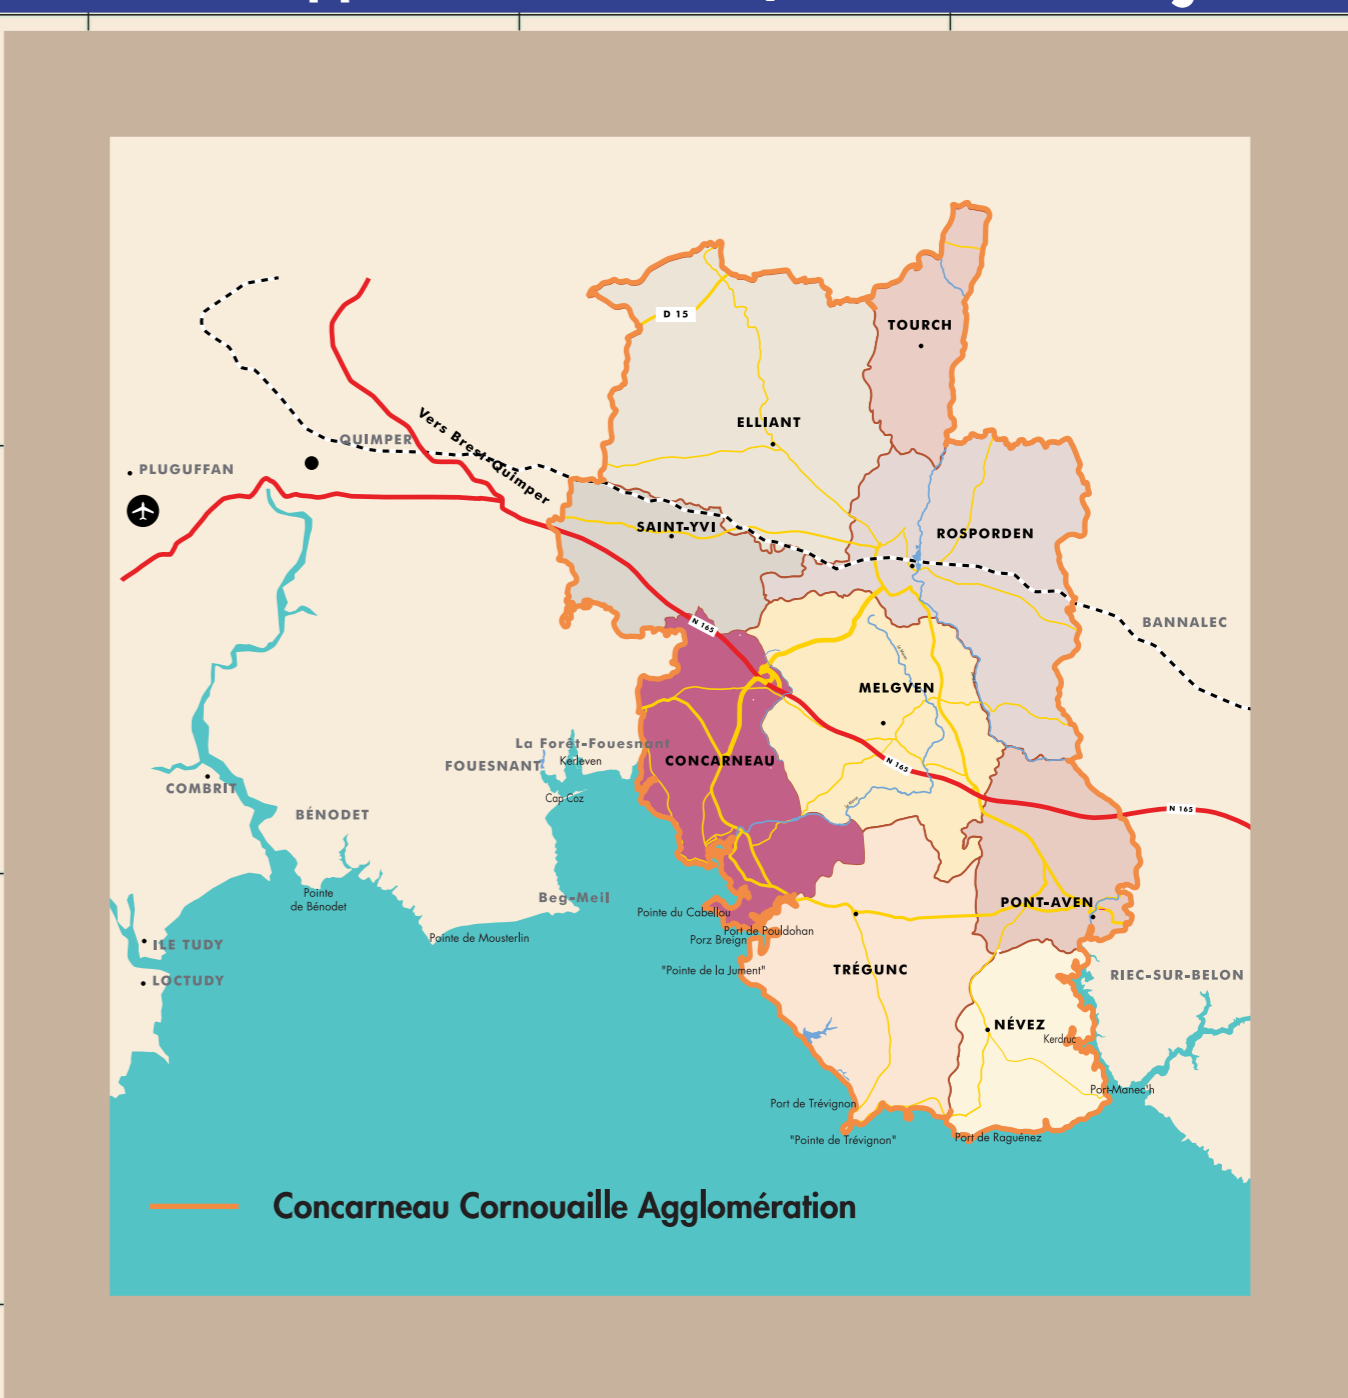 TOURCH
D 15
ELLIANT
Vers Brest-Quimper
QUIMPER
PLUGUFFAN
SAINT-YVI
ROSPORDEN
BANNALEC
N 165
MELGVEN
La Forêt-Fouesnant
Kerleven
FOUESNANT
CONCARNEAU
N 165
COMBRIT
Cap Coz
N 165
BÉNODET
Pointe
de Bénodet
Beg-Meil
PONT-AVEN
Pointe du Cabellou
Port de Pouldohan
Pointe de Mousterlin
Porz Breign
ILE TUDY
"Pointe de la Jument"
TRÉGUNC
RIEC-SUR-BELON
LOCTUDY
NÉVEZ
Kerdruc
Port-Manec'h
Port de Trévignon
"Pointe de Trévignon"
Port de Raguénez
Concarneau Cornouaille Agglomération